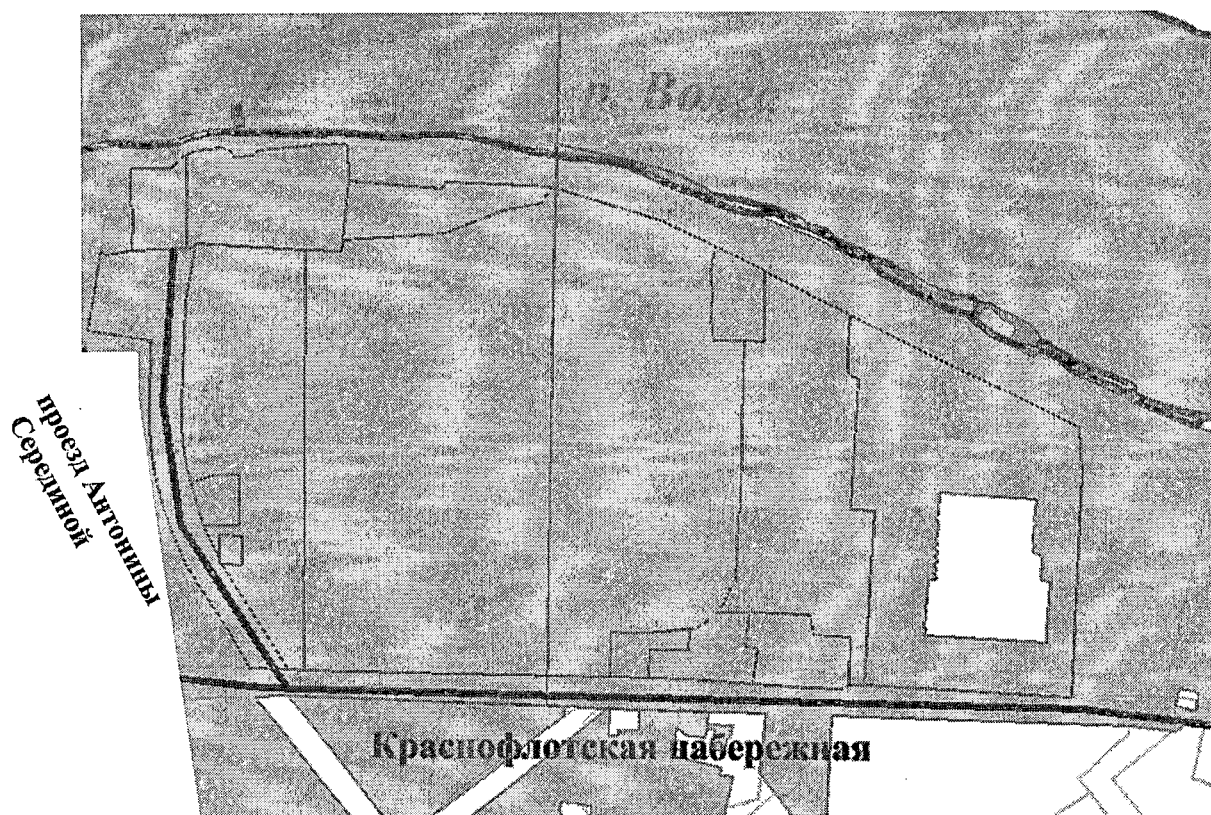 р. Волга
проезд Антонины
Серединой
Краснофлотская набережная